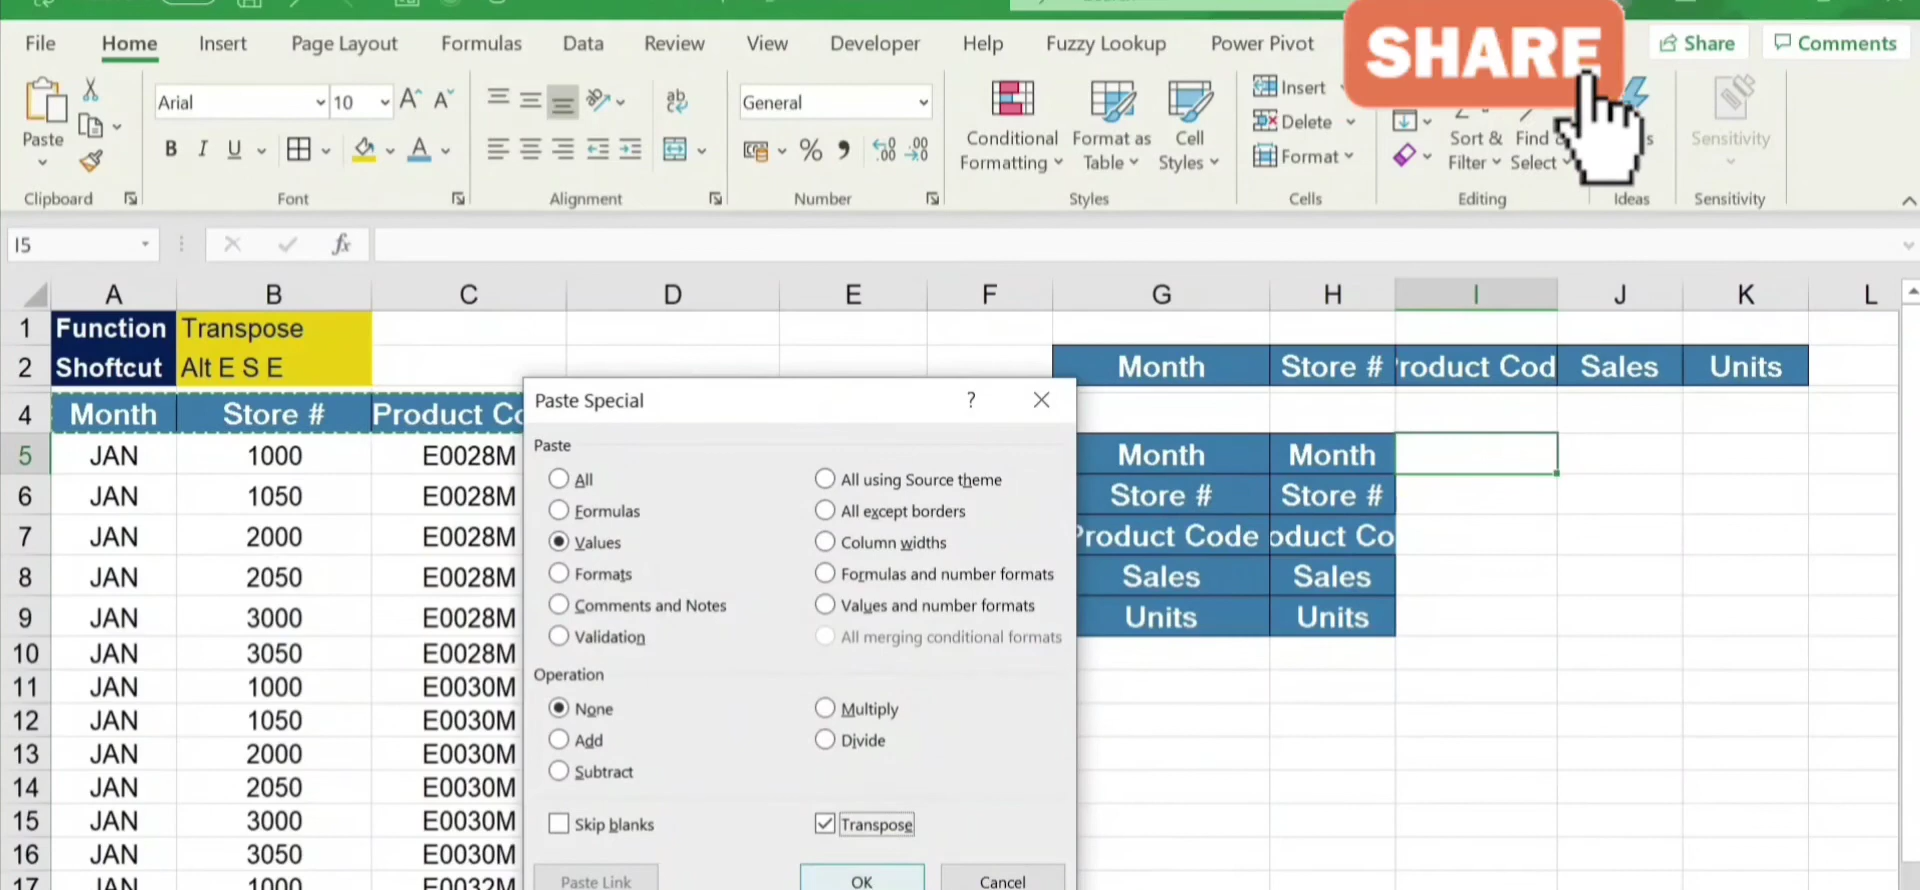 File Home Insert Page Layout Formulas Data Review View Developer Help Fuzzy Lookup Power Pivot SHARE Share Comments
Arial 10 A A General Insert
Paste B I U A % Conditional Formatting Format as Table Cell Styles Delete Sort & Filter Find & Select Sensitivity
Format
Clipboard Font Alignment Number Styles Cells Editing Ideas Sensitivity
I5 fx
A B C D E F G H I J K L
1 Function Transpose
2 Shoftcut Alt E S E Month Store # roduct Cod Sales Units
4 Month Store # Product Co
5 JAN 1000 E0028M Month Month
6 JAN 1050 E0028M Store # Store #
7 JAN 2000 E0028M Product Code oduct Co
8 JAN 2050 E0028M Sales Sales
9 JAN 3000 E0028M Units Units
10 JAN 3050 E0028M
11 JAN 1000 E0030M
12 JAN 1050 E0030M
13 JAN 2000 E0030M
14 JAN 2050 E0030M
15 JAN 3000 E0030M
16 JAN 3050 E0030M
17 JAN 1000 E0032M
Paste Special ?
Paste
All All using Source theme
Formulas All except borders
Values Column widths
Formats Formulas and number formats
Comments and Notes Values and number formats
Validation All merging conditional formats
Operation
None Multiply
Add Divide
Subtract
Skip blanks Transpose
Paste Link OK Cancel